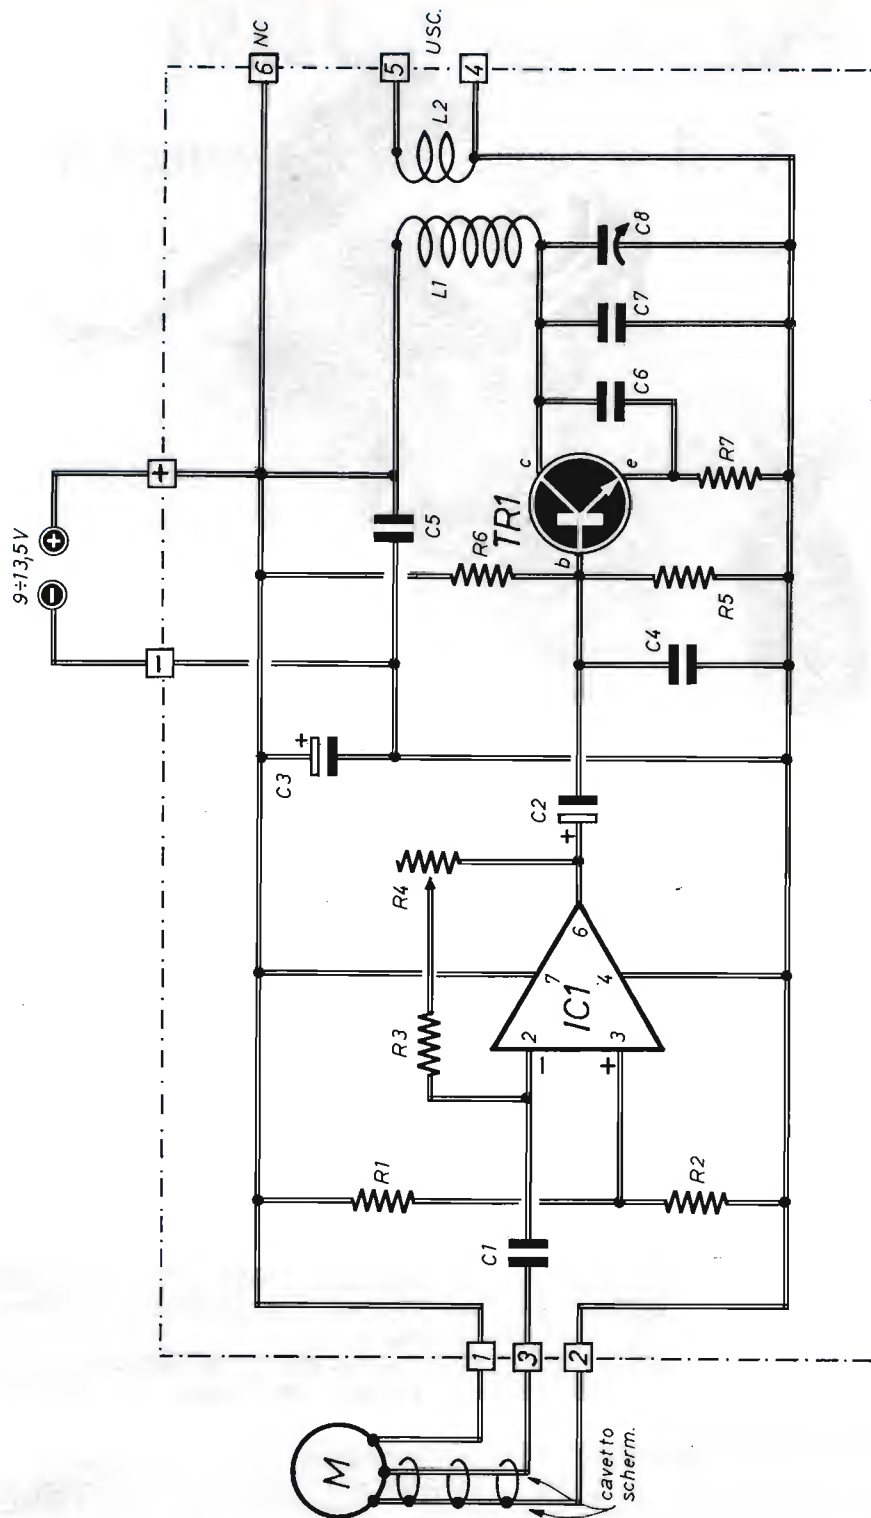 9÷13,5V
−
+
−
+
6
NC
5
USC.
4
L2
L1
C8
C7
C6
R7
c
e
b
TR1
C5
R6
R5
C4
+
C3
C2
+
R4
R3
7
6
4
IC1
2
3
−
+
R1
R2
C1
1
3
2
M
cavetto
scherm.